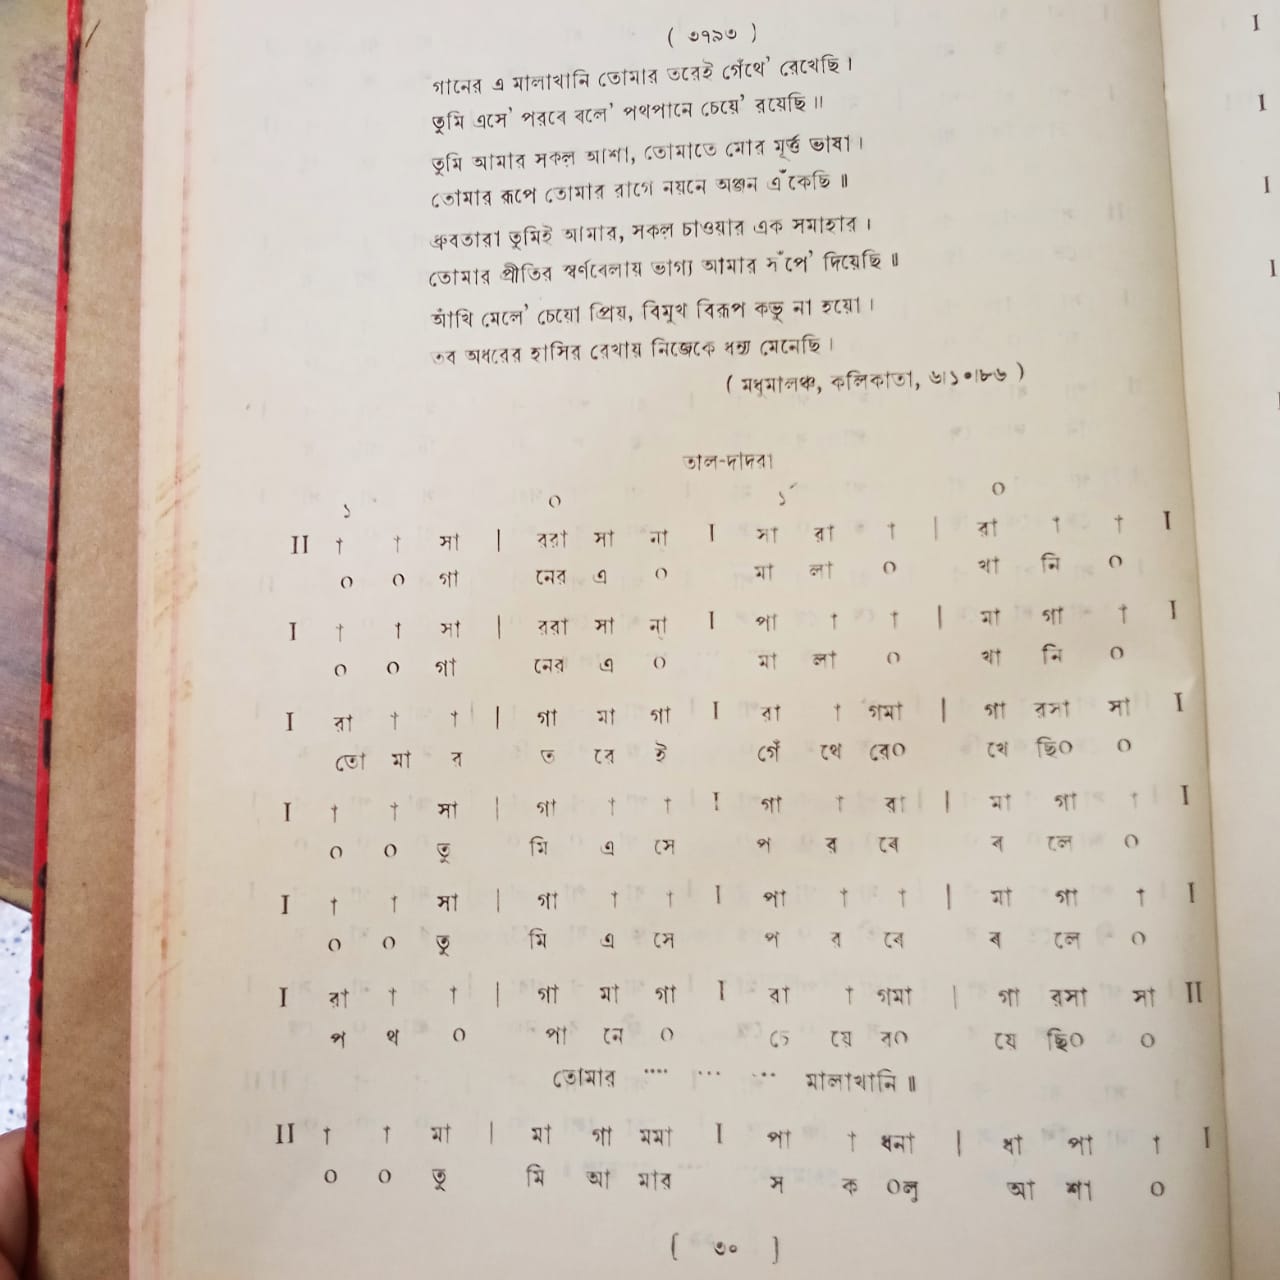 ( ৩৭৯৩ )
গানের এ মালাখানি তোমার তরেই গেঁথে’ রেখেছি ।
তুমি এসে’ পরবে বলে’ পথপানে চেয়ে’ রয়েছি ॥
তুমি আমার সকল আশা, তোমাতে মোর মূর্ত্ত ভাষা ।
তোমার রূপে তোমার রাগে নয়নে অঞ্জন এঁকেছি ॥
ধ্রুবতারা তুমিই আমার, সকল চাওয়ার এক সমাহার ।
তোমার প্রীতির স্বর্ণবেলায় ভাগ্য আমার সঁপে’ দিয়েছি ॥
আঁখি মেলে’ চেয়ো প্রিয়, বিমুখ বিরূপ কভু না হয়ো ।
তব অধরের হাসির রেখায় নিজেকে ধন্য মেনেছি ।
( মধুমালঞ্চ, কলিকাতা, ৬।১০।৮৬ )
তাল-দাদরা
১ ০ ১´ ০
II † † সা | ররা সা না I সা রা † | রা † † I
০ ০ গা নের এ ০ মা লা ০ খা নি ০
I † † সা | ররা সা না I পা † † | মা গা † I
০ ০ গা নের এ ০ মা লা ০ খা নি ০
I রা † † | গা মা গা I রা † গমা | গা রসা সা I
তো মা র ত রে ই গেঁ থে রে০ খে ছি০ ০
I † † সা | গা † † I গা † রা | মা গা † I
০ ০ তু মি এ সে প র বে ব লে ০
I † † সা | গা † † I পা † † | মা গা † I
০ ০ তু মি এ সে প র বে ব লে ০
I রা † † | গা মা গা I রা † গমা | গা রসা সা II
প থ ০ পা নে ০ চে য়ে র০ য়ে ছি০ ০
তোমার ···· ··· ··· মালাখানি ॥
II † † মা | মা গা মমা I পা † ধনা | ধা পা † I
০ ০ তু মি আ মার স ক ০ল্ আ শা ০
[ ৩০ ]